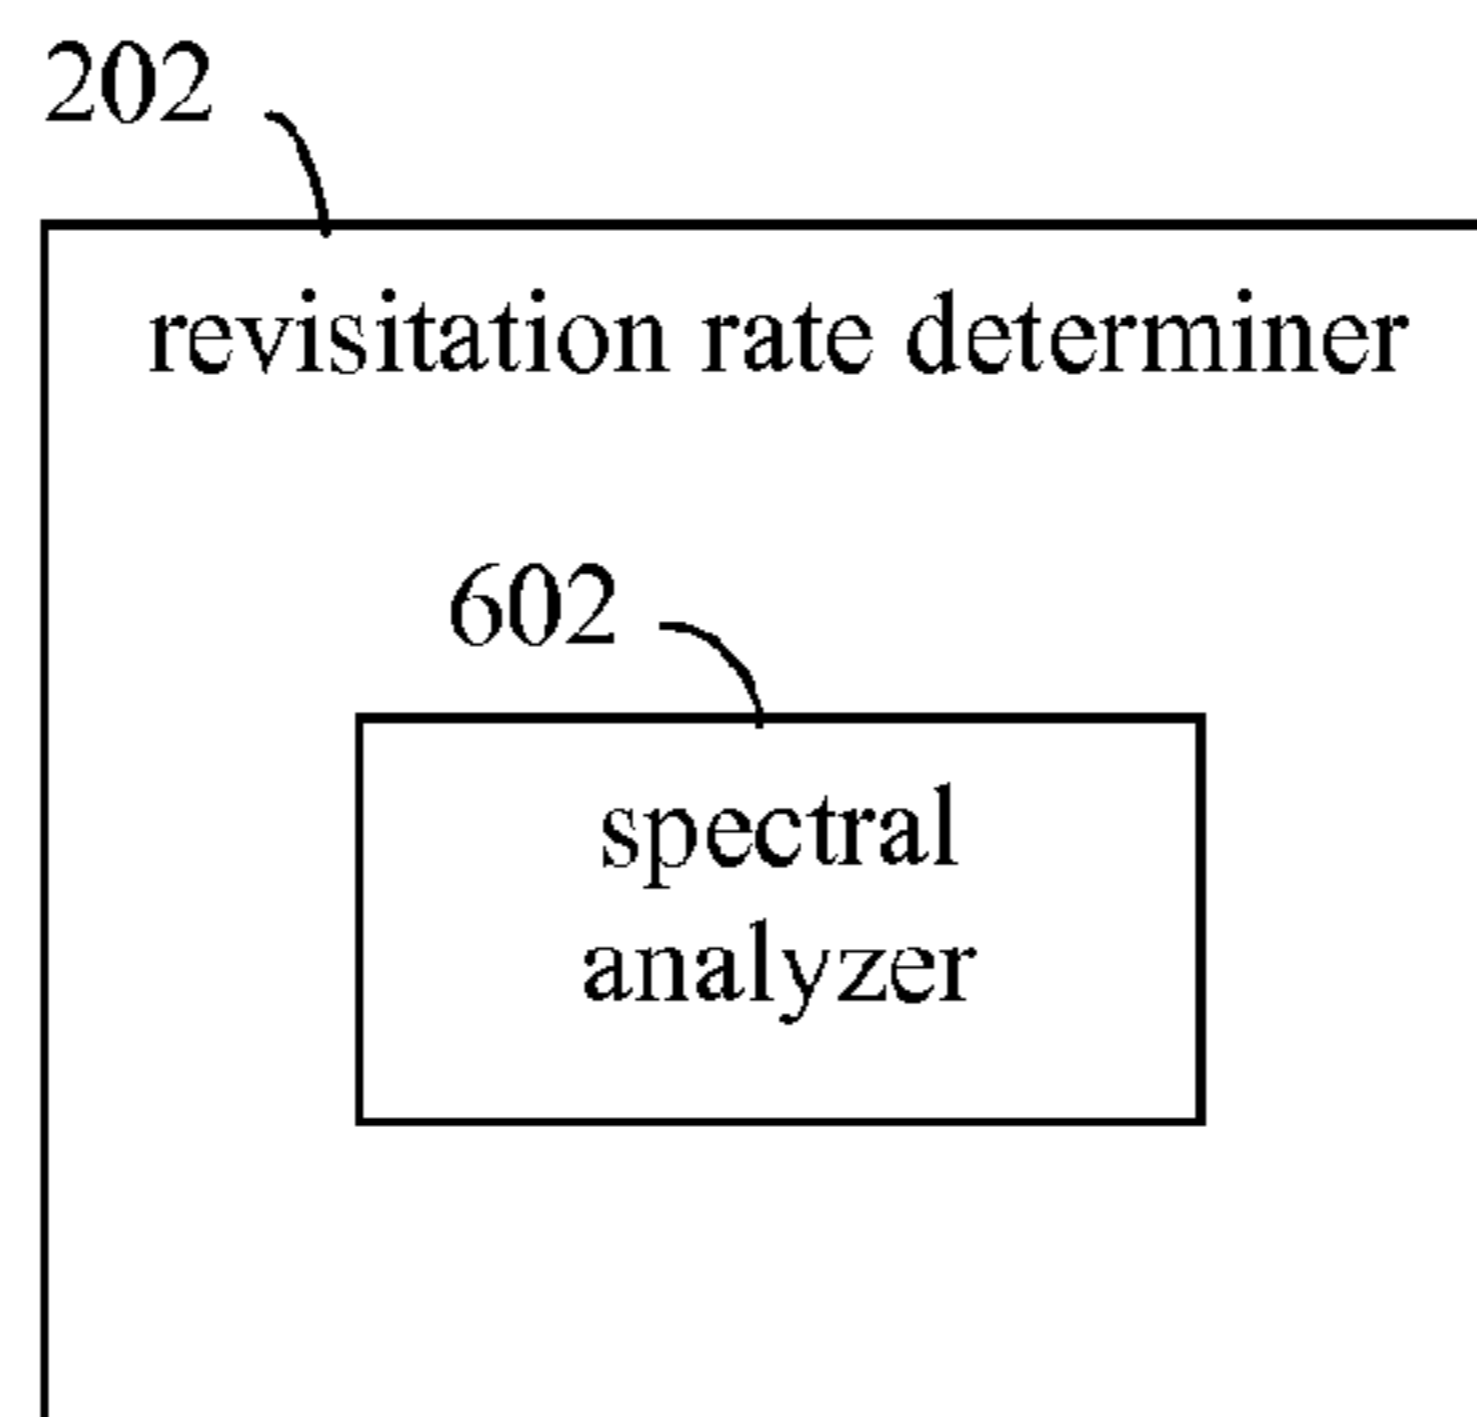 202
revisitation rate determiner
602
spectral
analyzer